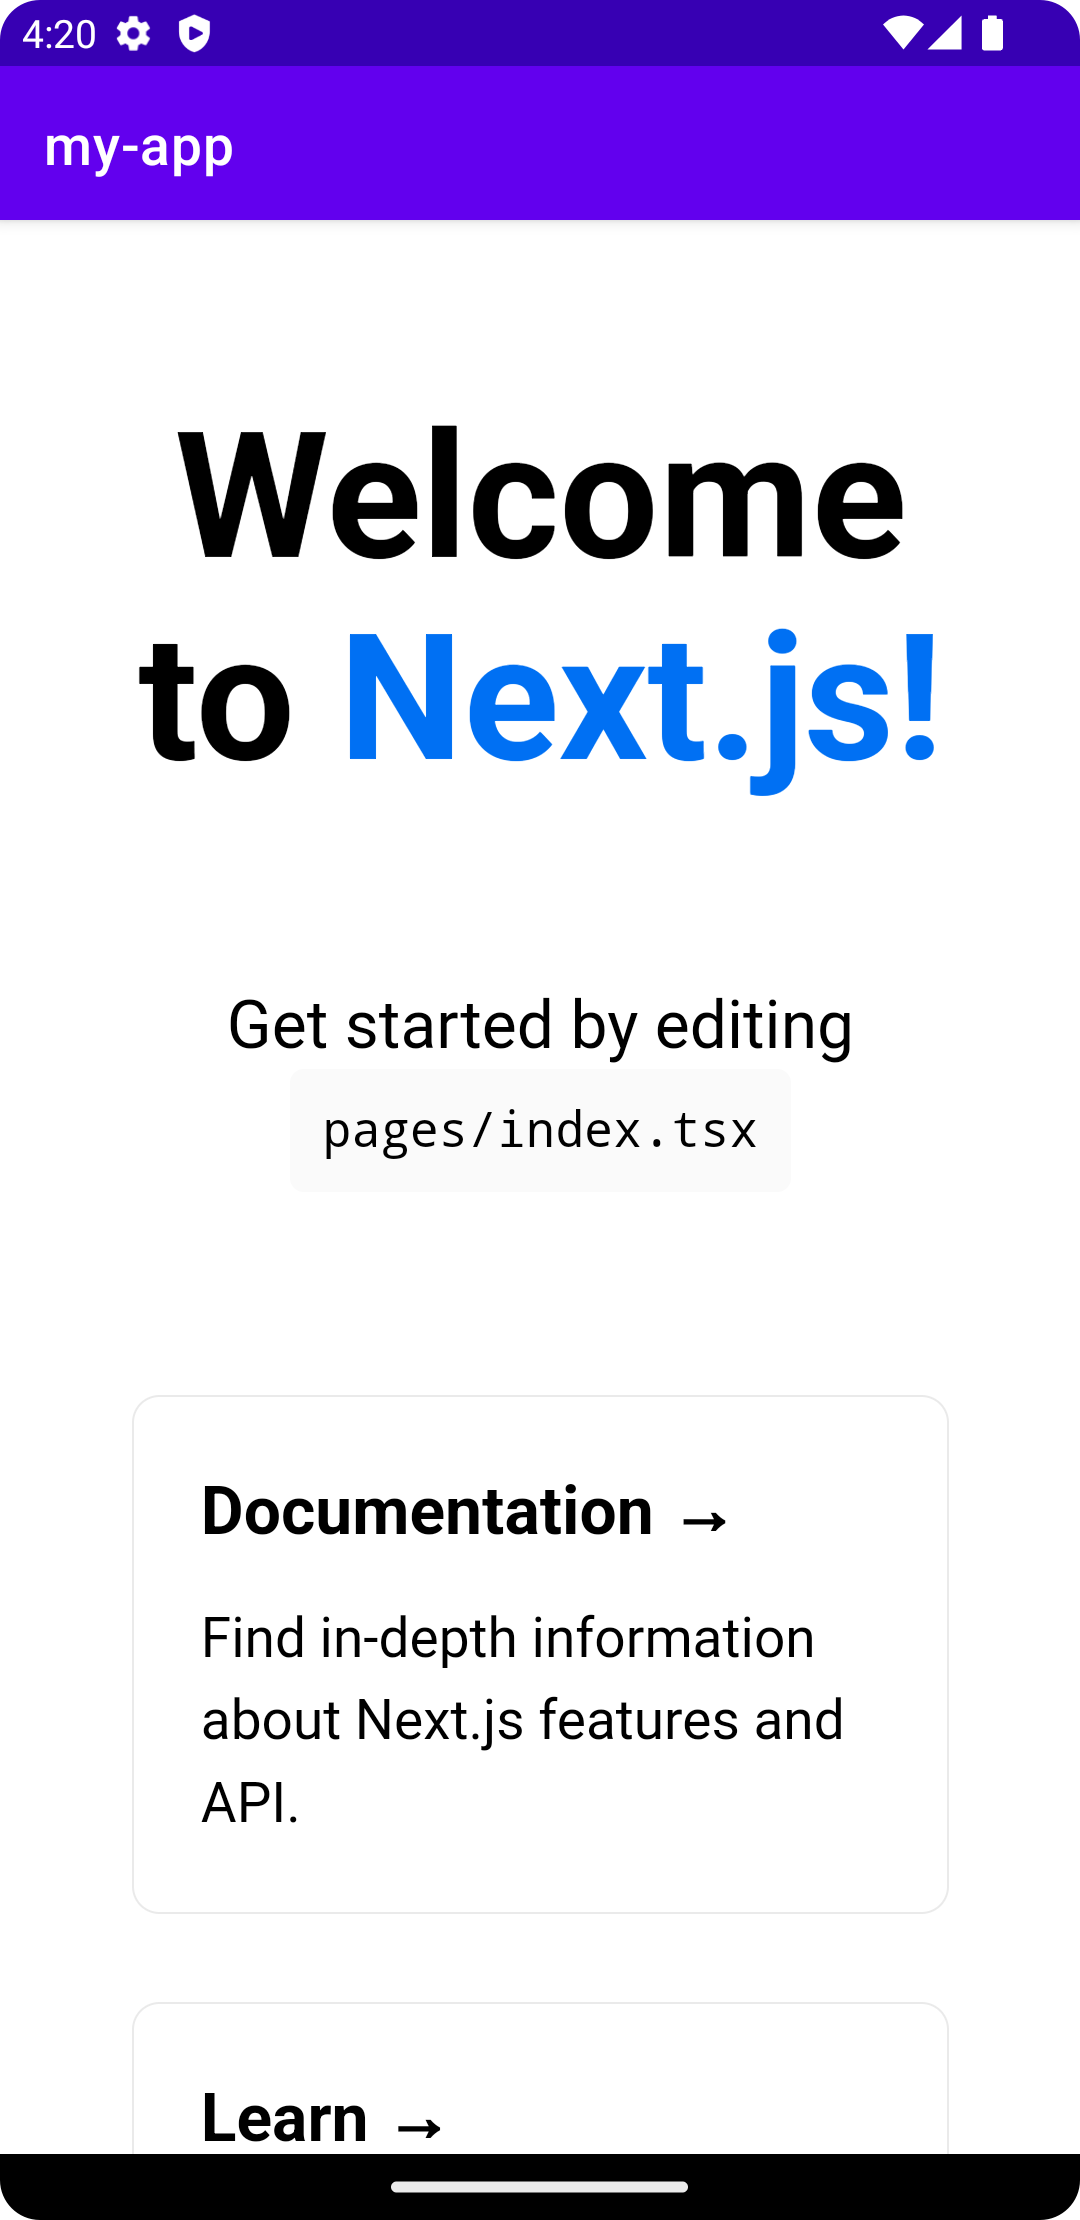 4:20
my-app
Welcome
to Next.js!
Get started by editing
pages/index.tsx
Documentation →
Find in-depth information
about Next.js features and
API.
Learn →